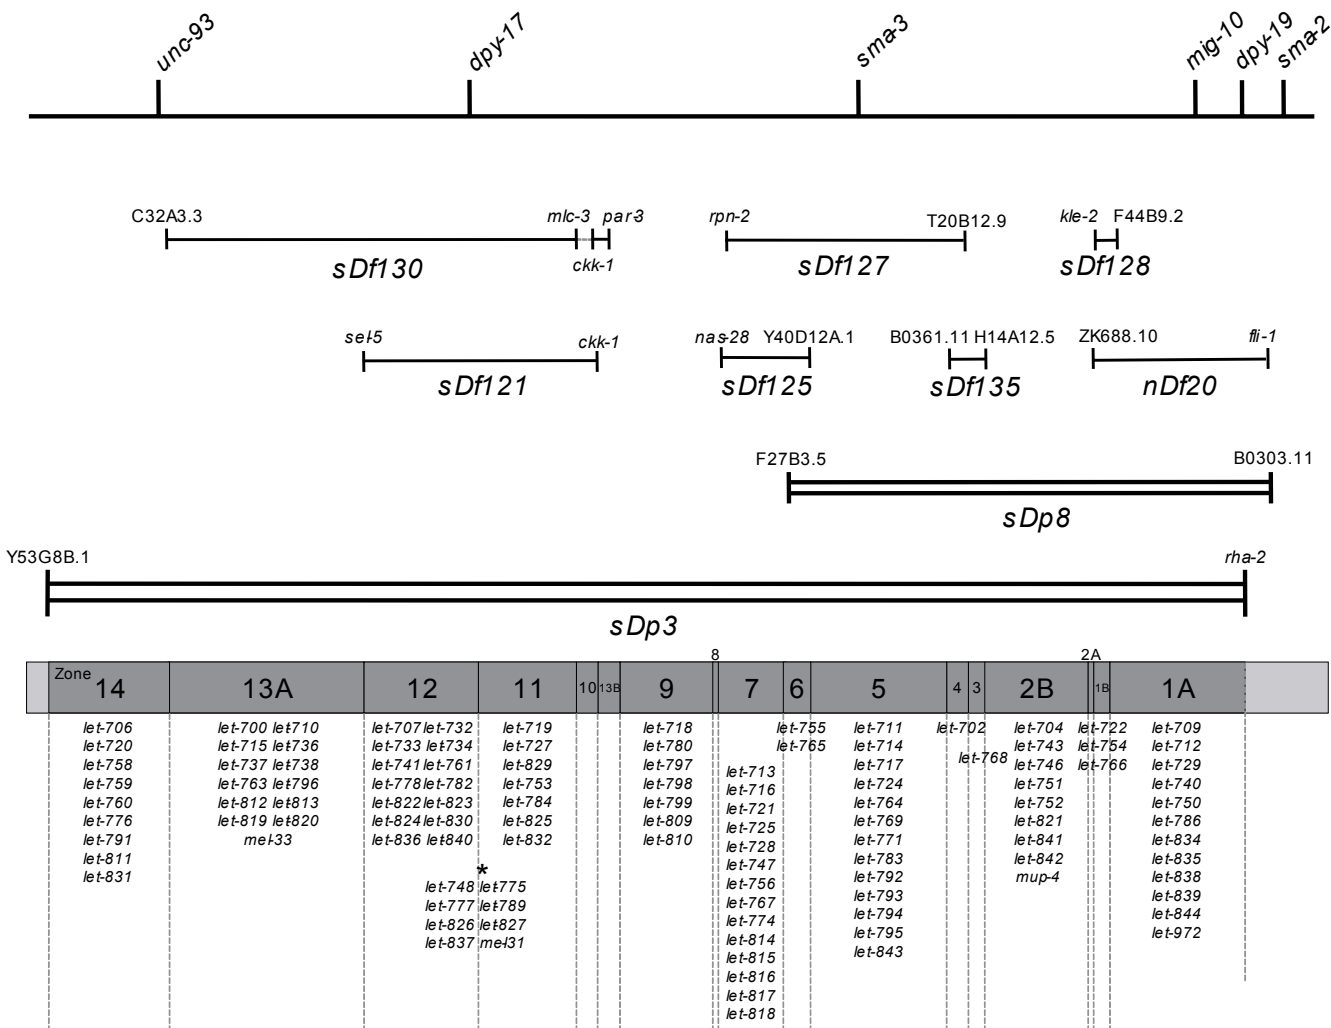 unc-93 dpy-17 sma-3 mig-10 dpy-19 sma-2
C32A3.3 mlc-3 par-3 rpn-2 T20B12.9 kle-2 F44B9.2
ckk-1
sDf130 sDf127 sDf128
sel-5 ckk-1 nas-28 Y40D12A.1 B0361.11 H14A12.5 ZK688.10 fli-1
sDf121 sDf125 sDf135 nDf20
F27B3.5 B0303.11
sDp8
Y53G8B.1 rha-2
sDp3
8 2A
Zone 14 13A 12 11 10 13B 9 7 6 5 4 3 2B 1B 1A
let-706 let-700 let-710 let-707 let-732 let-719 let-718 let-755 let-711 let-702 let-704 let-722 let-709
let-720 let-715 let-736 let-733 let-734 let-727 let-780 let-765 let-714 let-743 let-754 let-712
let-758 let-737 let-738 let-741 let-761 let-829 let-797 let-717 let-768 let-746 let-766 let-729
let-759 let-763 let-796 let-778 let-782 let-753 let-798 let-713 let-724 let-751 let-740
let-760 let-812 let-813 let-822 let-823 let-784 let-799 let-716 let-764 let-752 let-750
let-776 let-819 let-820 let-824 let-830 let-825 let-809 let-721 let-769 let-821 let-786
let-791 mel-33 let-836 let-840 let-832 let-810 let-725 let-771 let-841 let-834
let-811 let-728 let-783 let-842 let-835
*
let-831 let-748 let-775 let-747 let-792 mup-4 let-838
let-777 let-789 let-756 let-793 let-839
let-826 let-827 let-767 let-794 let-844
let-837 mel-31 let-774 let-795 let-972
let-814 let-843
let-815
let-816
let-817
let-818